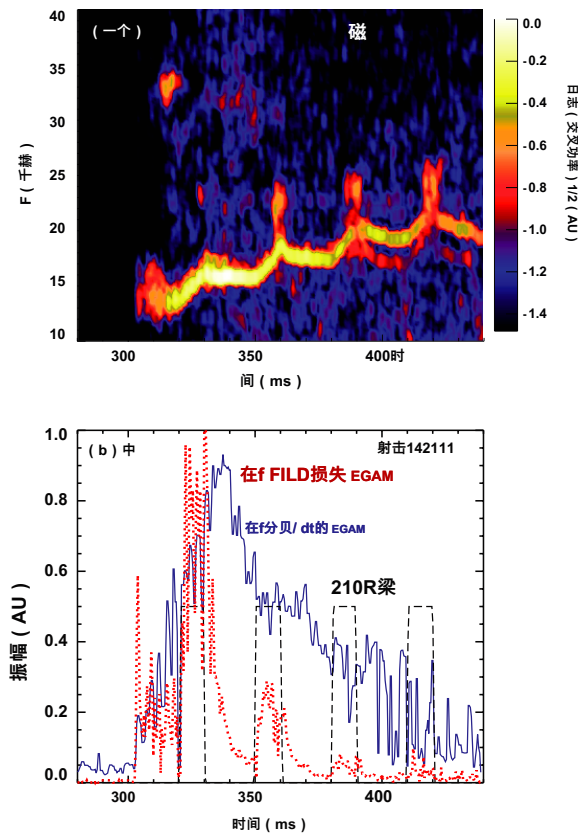 40
35
30
25
20
15
10
F ( 千赫 )
( 一个 )
磁
0.0
-0.2
-0.4
-0.6
-0.8
-1.0
-1.2
-1.4
日志 ( 交叉功率 ) 1/2 ( AU )
300
350
400时
间 ( ms )
1.0
0.8
0.6
0.4
0.2
0.0
振幅 ( AU )
( b ) 中
射击142111
在f FILD损失 EGAM
在f分贝/ dt的 EGAM
210R梁
300
350
400
时间 ( ms )